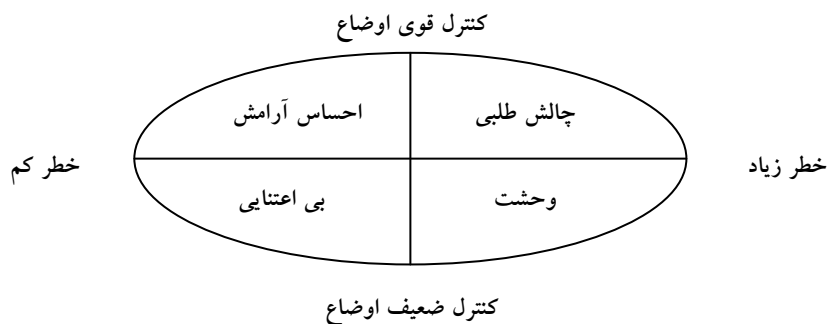 کنترل قوی اوضاع
چالش طلبی
احساس آرامش
خطر زیاد
خطر کم
وحشت
بی اعتنایی
کنترل ضعیف اوضاع